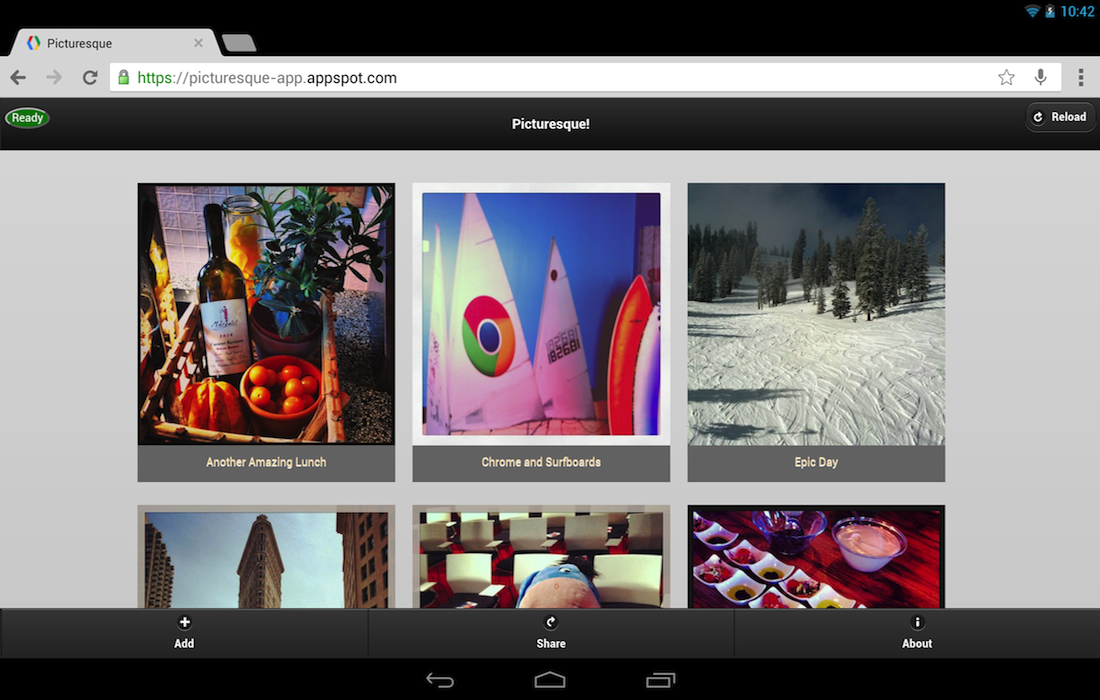 10:42
Picturesque
https://picturesque-app.appspot.com
Ready
Picturesque!
Reload
182681
Another Amazing Lunch
Chrome and Surfboards
Epic Day
Add
Share
About